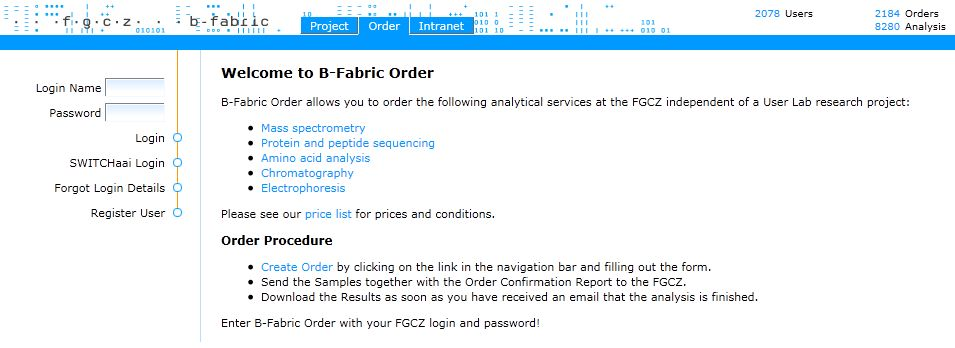 f·g·c·z· · ·b-fabric
Project Order Intranet
2078 Users
2184 Orders
8280 Analysis
Login Name
Password
Login
SWITCHaai Login
Forgot Login Details
Register User
Welcome to B-Fabric Order
B-Fabric Order allows you to order the following analytical services at the FGCZ independent of a User Lab research project:
Mass spectrometry
Protein and peptide sequencing
Amino acid analysis
Chromatography
Electrophoresis
Please see our price list for prices and conditions.
Order Procedure
Create Order by clicking on the link in the navigation bar and filling out the form.
Send the Samples together with the Order Confirmation Report to the FGCZ.
Download the Results as soon as you have received an email that the analysis is finished.
Enter B-Fabric Order with your FGCZ login and password!